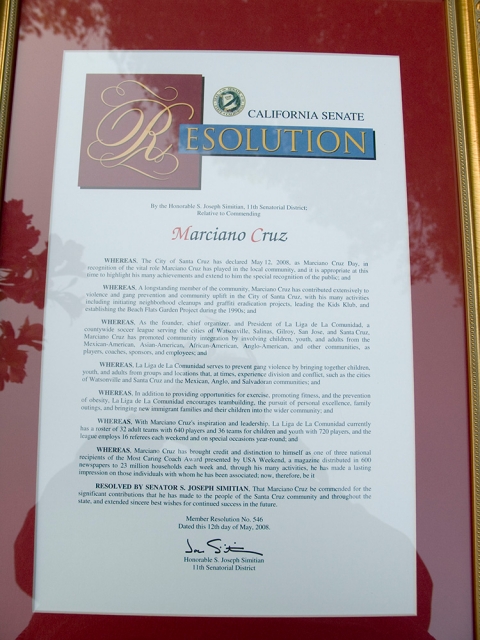 CALIFORNIA SENATE
RESOLUTION
By the Honorable S. Joseph Simitian, 11th Senatorial District;
Relative to Commending
Marciano Cruz
WHEREAS, The City of Santa Cruz has declared May 12, 2008, as Marciano Cruz Day, in
recognition of the vital role Marciano Cruz has played in the local community, and it is appropriate at this
time to highlight his many achievements and extend to him the special recognition of the public; and
WHEREAS, A longstanding member of the community, Marciano Cruz has contributed extensively to
violence and gang prevention and community uplift in the City of Santa Cruz, with his many activities
including initiating neighborhood cleanups and graffiti eradication projects, leading the Kids Klub, and
establishing the Beach Flats Garden Project during the 1990s; and
WHEREAS, As the founder, chief organizer, and President of La Liga de La Comunidad, a
countywide soccer league serving the cities of Watsonville, Salinas, Gilroy, San Jose, and Santa Cruz,
Marciano Cruz has promoted community integration by involving children, youth, and adults from the
Mexican-American, Asian-American, African-American, Anglo-American, and other communities, as
players, coaches, sponsors, and employees; and
WHEREAS, La Liga de La Comunidad serves to prevent gang violence by bringing together children,
youth, and adults from groups and locations that, at times, experience division and conflict, such as the cities
of Watsonville and Santa Cruz and the Mexican, Anglo, and Salvadoran communities; and
WHEREAS, In addition to providing opportunities for exercise, promoting fitness, and the prevention
of obesity, La Liga de La Comunidad encourages teambuilding, the pursuit of personal excellence, family
outings, and bringing new immigrant families and their children into the wider community; and
WHEREAS, With Marciano Cruz's inspiration and leadership, La Liga de La Comunidad currently
has a roster of 32 adult teams with 640 players and 36 teams for children and youth with 720 players, and the
league employs 16 referees each weekend and on special occasions year-round; and
WHEREAS, Marciano Cruz has brought credit and distinction to himself as one of three national
recipients of the Most Caring Coach Award presented by USA Weekend, a magazine distributed in 600
newspapers to 23 million households each week and, through his many activities, he has made a lasting
impression on those individuals with whom he has been associated; now, therefore, be it
RESOLVED BY SENATOR S. JOSEPH SIMITIAN, That Marciano Cruz be commended for the
significant contributions that he has made to the people of the Santa Cruz community and throughout the
state, and extended sincere best wishes for continued success in the future.
Member Resolution No. 546
Dated this 12th day of May, 2008.
Honorable S. Joseph Simitian
11th Senatorial District